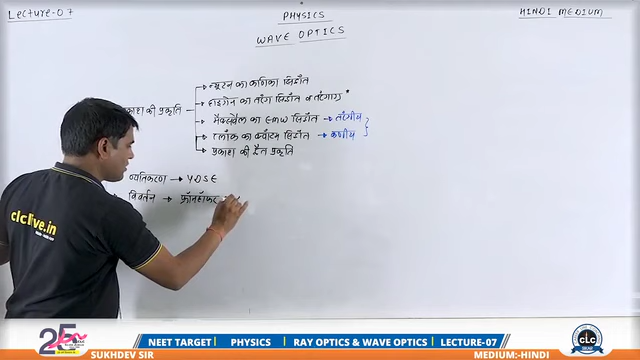 Lecture-07
PHYSICS
HINDI MEDIUM
WAVE OPTICS
प्रकाश की प्रकृति
न्यूटन का कणिका सिद्धांत
हाइगेन का तरंग सिद्धांत व तरंगाग्र *
मैक्सवेल का EMW सिद्धांत → तरंगीय
प्लांक का क्वांटम सिद्धांत → कणीय
प्रकाश की द्वैत प्रकृति
व्यतिकरण → YDSE
विवर्तन → फ्रॉनहॉफर
clclive.in
25
NEET TARGET
PHYSICS
RAY OPTICS & WAVE OPTICS
LECTURE-07
CLC
SUKHDEV SIR
MEDIUM:-HINDI